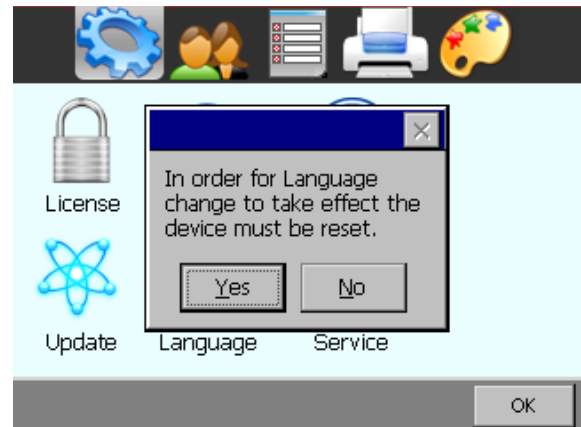 License
In order for Language
change to take effect the
device must be reset.
Yes
No
Update
Language
Service
OK